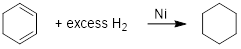 + excess H₂
Ni